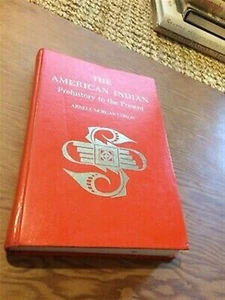 THE
AMERICAN INDIAN
Prehistory to the Present
ARRELL MORGAN GIBSON